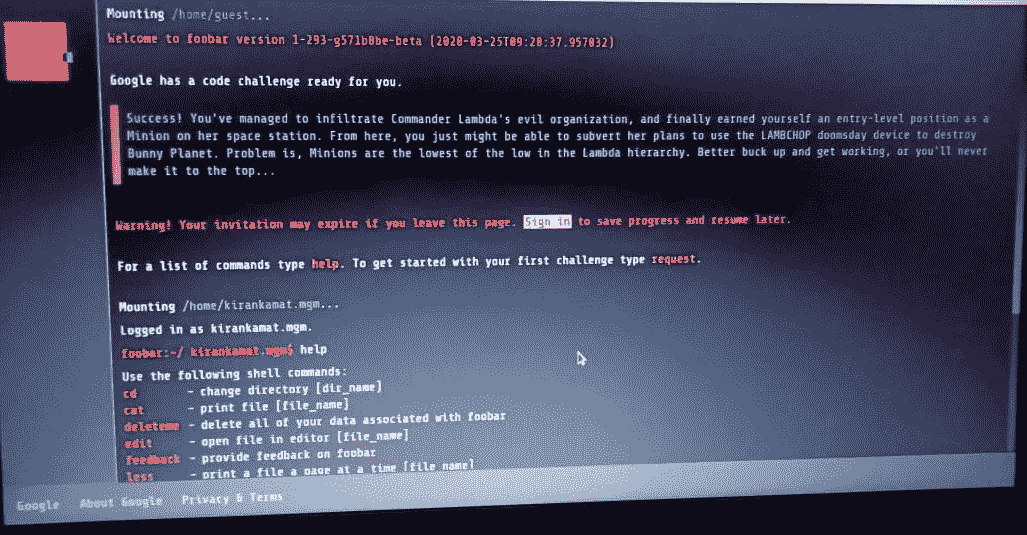 Mounting /home/guest...
Welcome to foobar version 1-293-g571b8be-beta (2020-03-25T09:28:37.957032)
Google has a code challenge ready for you.
Success! You've managed to infiltrate Commander Lambda's evil organization, and finally earned yourself an entry-level position as a
Minion on her space station. From here, you just might be able to subvert her plans to use the LAMBCHOP doomsday device to destroy
Bunny Planet. Problem is, Minions are the lowest of the low in the Lambda hierarchy. Better buck up and get working, or you'll never
make it to the top...
Warning! Your invitation may expire if you leave this page. Sign in to save progress and resume later.
For a list of commands type help. To get started with your first challenge type request.
Mounting /home/kirankamat.mgm...
Logged in as kirankamat.mgm.
foobar:~/ kirankamat.mgm$ help
Use the following shell commands:
cd - change directory [dir_name]
cat - print file [file_name]
deleteme - delete all of your data associated with foobar
edit - open file in editor [file_name]
feedback - provide feedback on foobar
less - print a file a page at a time [file_name]
Google About Google Privacy & Terms